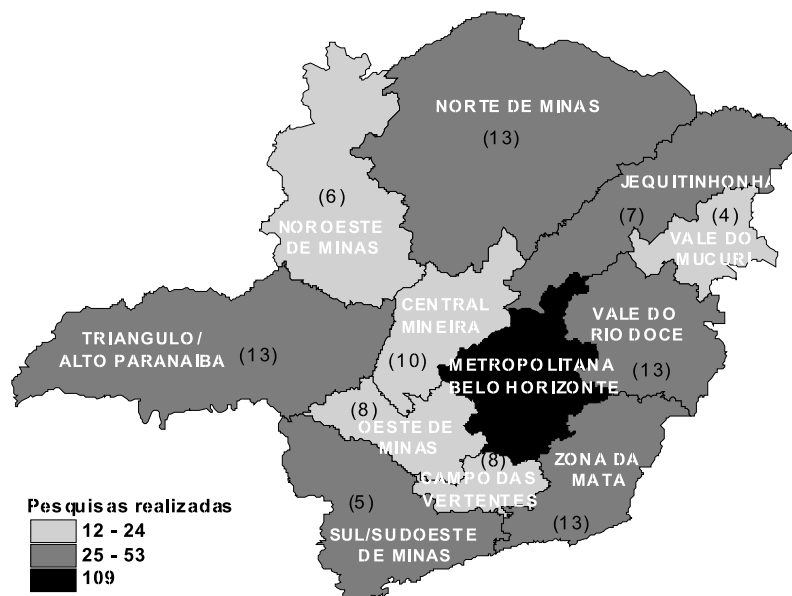 NORTE DE MINAS
(13)
JEQUITINHONHA
(7)
(4)
VALE DO
MUCURI
(6)
NOROESTE
DE MINAS
CENTRAL
MINEIRA
(10)
VALE DO
RIO DOCE
(13)
TRIANGULO/
ALTO PARANAIBA
(13)
METROPOLITANA
BELO HORIZONTE
(8)
OESTE DE
MINAS
(8)
CAMPO DAS
VERTENTES
ZONA DA
MATA
(13)
(5)
SUL/SUDOESTE
DE MINAS
Pesquisas realizadas
12 - 24
25 - 53
109